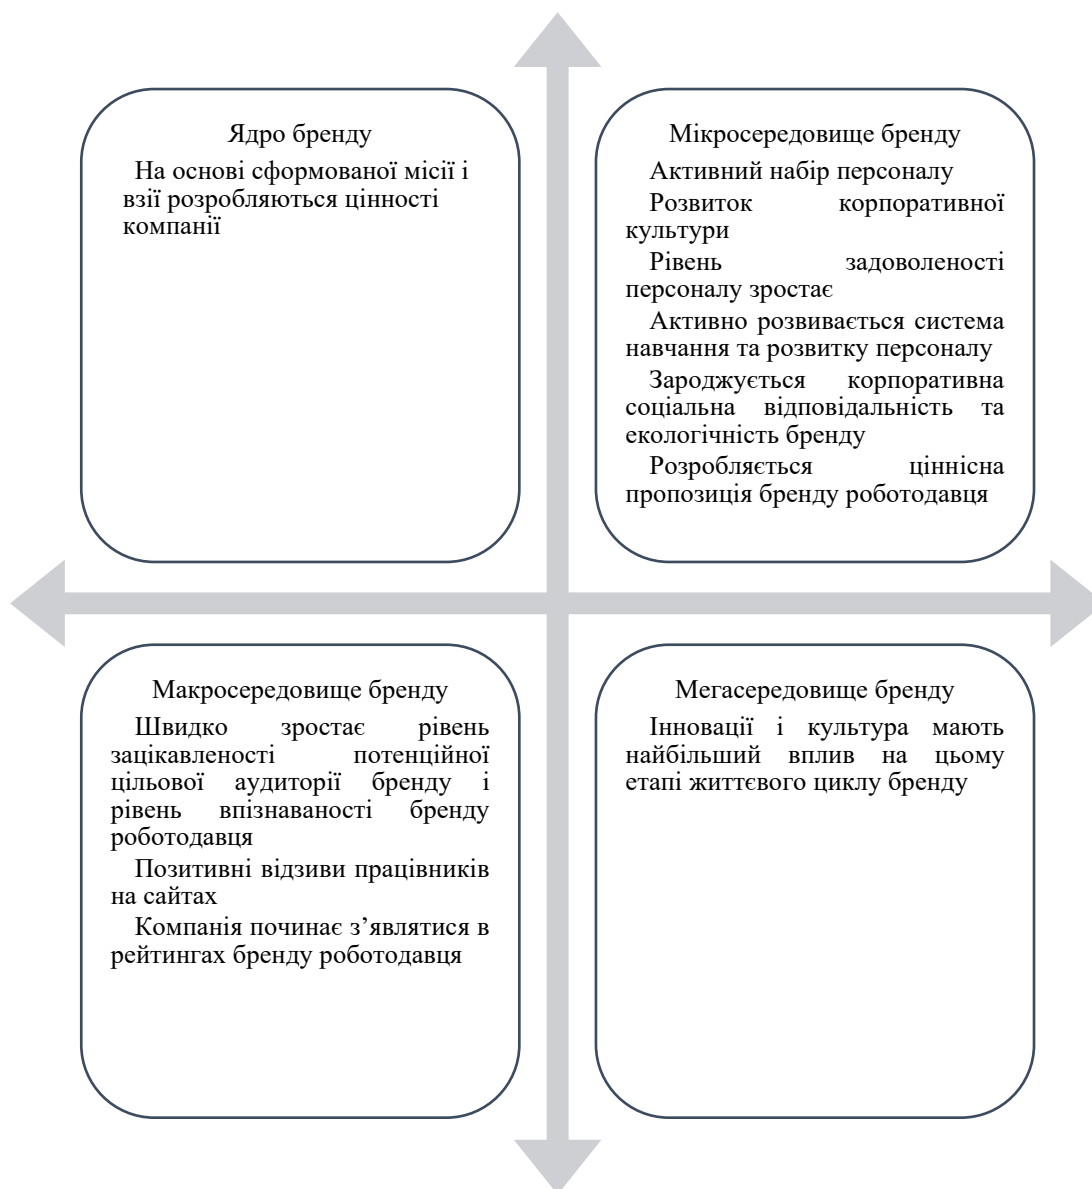 Ядро бренду
На основі сформованої місії і
взії розробляються цінності
компанії
Мікросередовище бренду
Активний набір персоналу
Розвиток корпоративної
культури
Рівень задоволеності
персоналу зростає
Активно розвивається система
навчання та розвитку персоналу
Зароджується корпоративна
соціальна відповідальність та
екологічність бренду
Розробляється ціннісна
пропозиція бренду роботодавця
Макросередовище бренду
Швидко зростає рівень
зацікавленості потенційної
цільової аудиторії бренду і
рівень впізнаваності бренду
роботодавця
Позитивні відзиви працівників
на сайтах
Компанія починає з’являтися в
рейтингах бренду роботодавця
Мегасередовище бренду
Інновації і культура мають
найбільший вплив на цьому
етапі життєвого циклу бренду